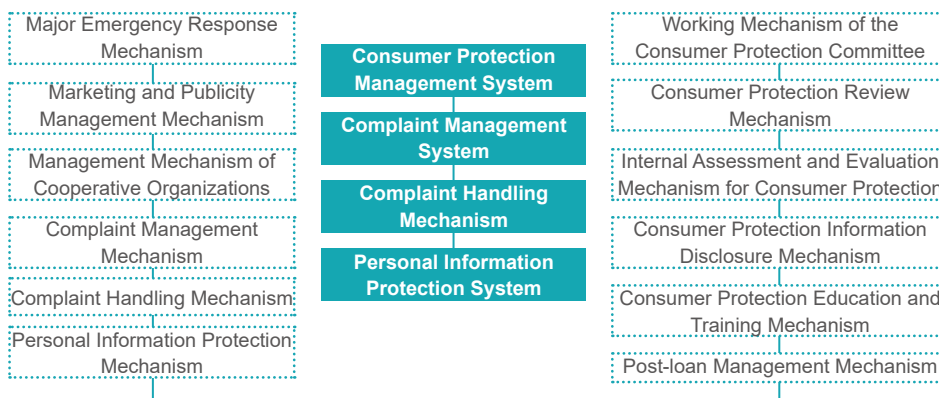 Major Emergency Response
Mechanism
Marketing and Publicity
Management Mechanism
Management Mechanism of
Cooperative Organizations
Complaint Management
Mechanism
Complaint Handling Mechanism
Personal Information Protection
Mechanism
Consumer Protection
Management System
Complaint Management
System
Complaint Handling
Mechanism
Personal Information
Protection System
Working Mechanism of the
Consumer Protection Committee
Consumer Protection Review
Mechanism
Internal Assessment and Evaluation
Mechanism for Consumer Protection
Consumer Protection Information
Disclosure Mechanism
Consumer Protection Education and
Training Mechanism
Post-loan Management Mechanism